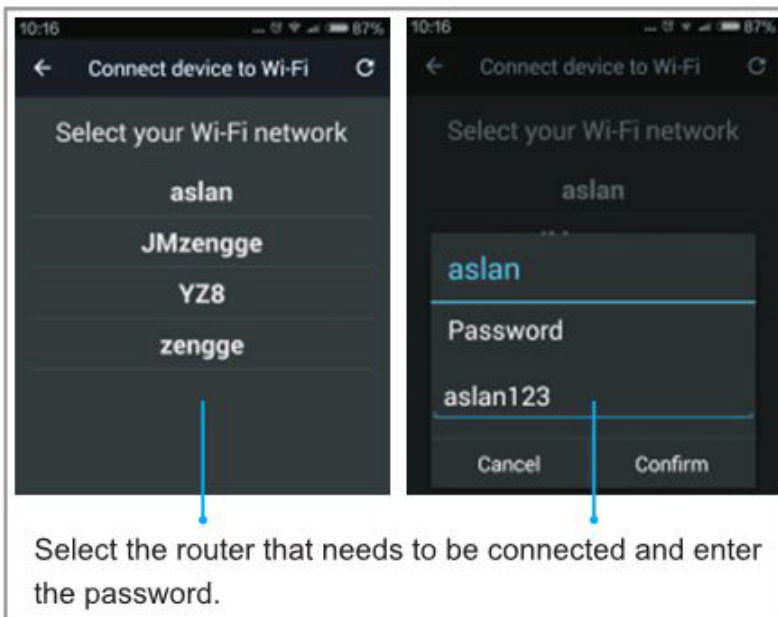 10:16
... 87%
Connect device to Wi-Fi
Select your Wi-Fi network
aslan
JMzengge
YZ8
zengge
10:16
... 87%
Connect device to Wi-Fi
Select your Wi-Fi network
aslan
aslan
Password
aslan123
Cancel Confirm
Select the router that needs to be connected and enter
the password.